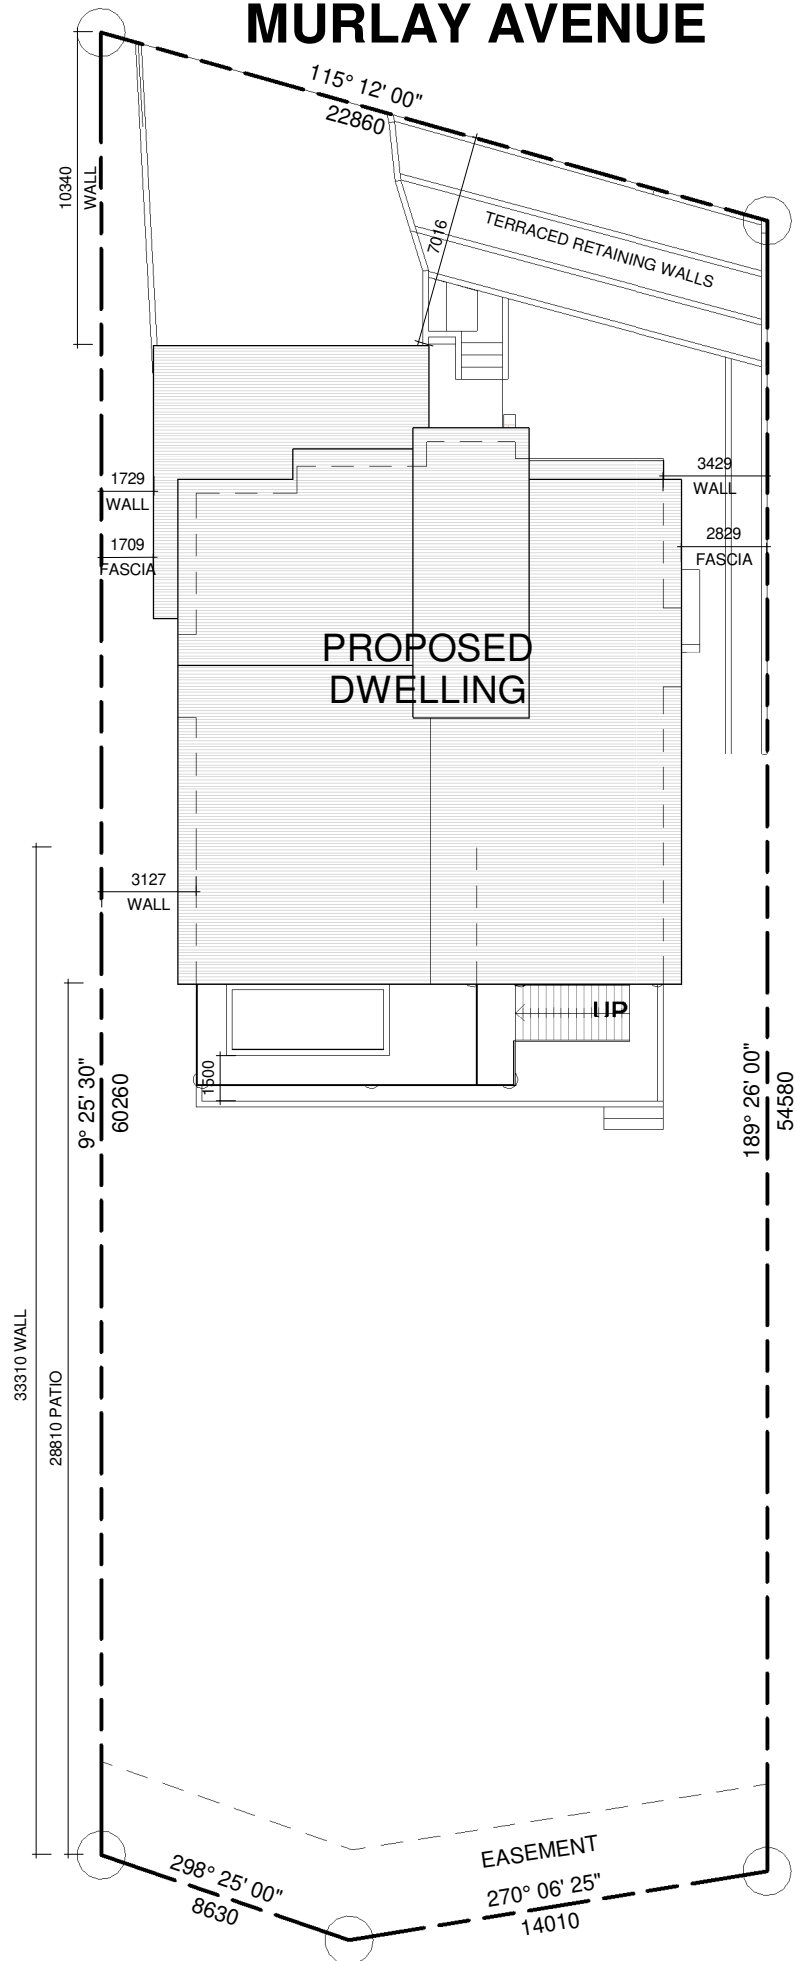 MURLAY AVENUE
115° 12' 00"
22860
10340
WALL
7016
TERRACED RETAINING WALLS
1729
WALL
3429
WALL
1709
FASCIA
2829
FASCIA
PROPOSED
DWELLING
3127
WALL
UP
1500
9° 25' 30"
60260
189° 26' 00"
54580
33310 WALL
28810 PATIO
EASEMENT
298° 25' 00"
8630
270° 06' 25"
14010